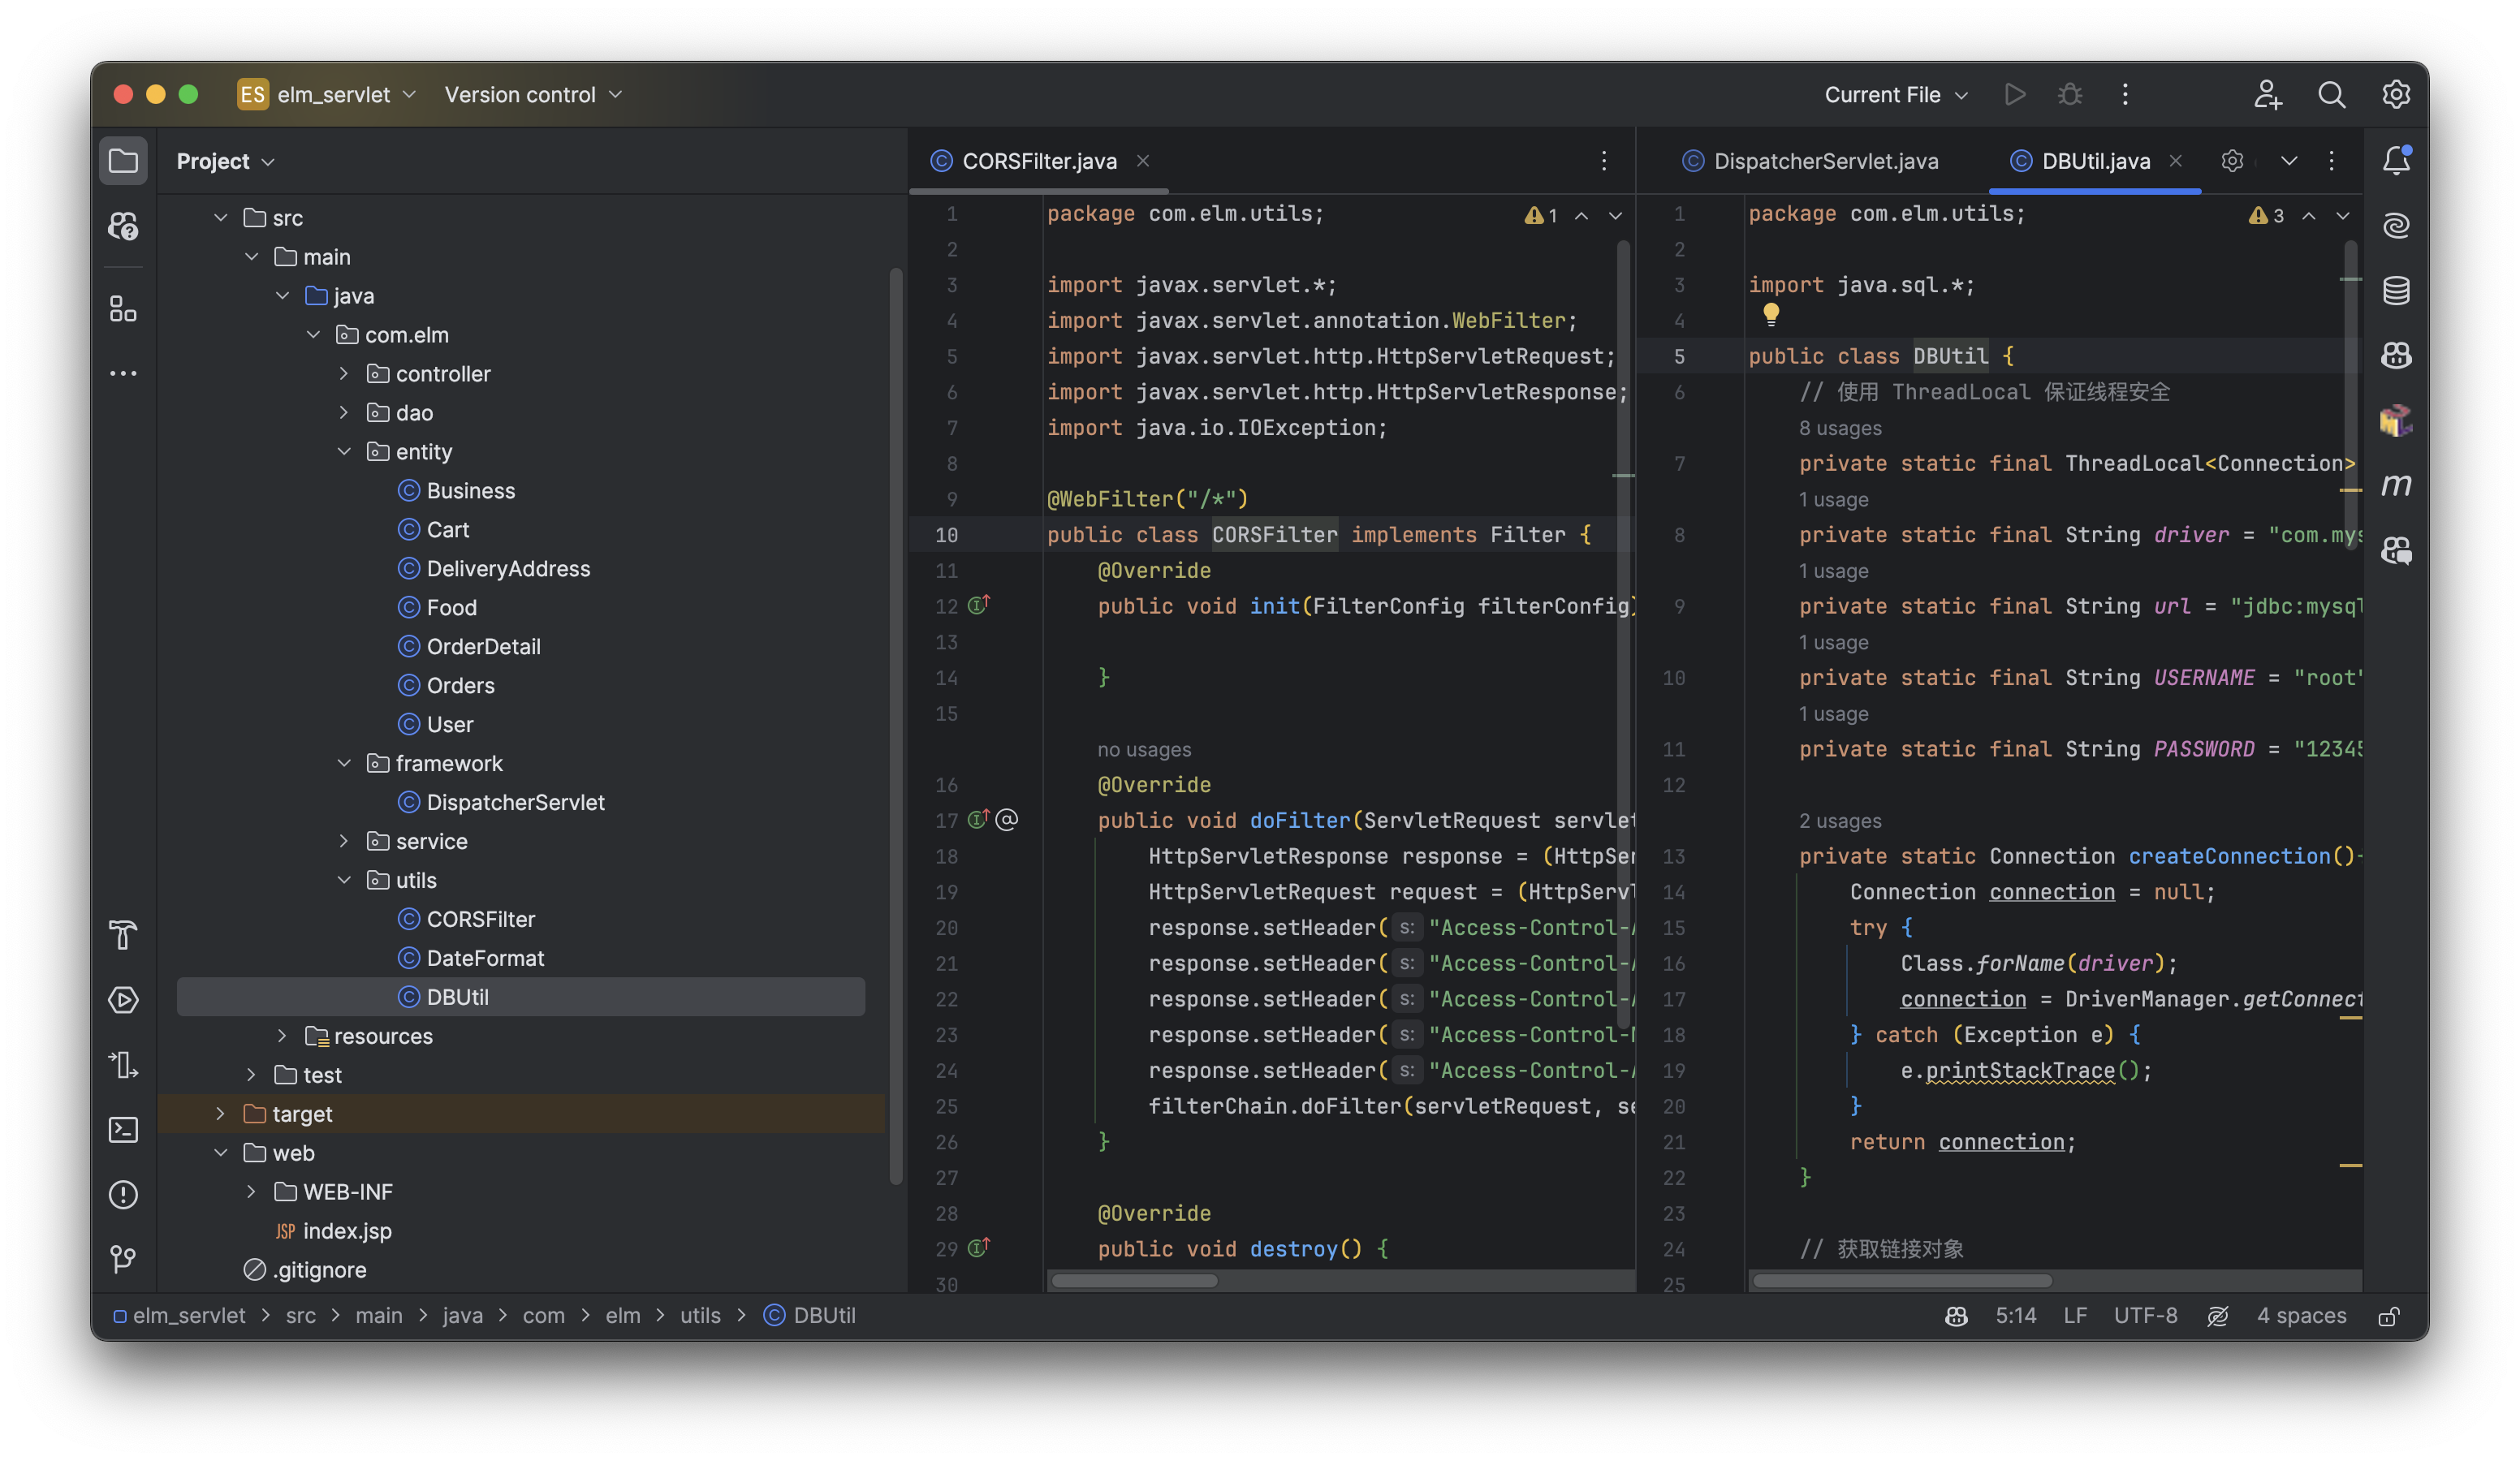 ES elm_servlet Version control Current File
Project
src
main
java
com.elm
controller
dao
entity
Business
Cart
DeliveryAddress
Food
OrderDetail
Orders
User
framework
DispatcherServlet
service
utils
CORSFilter
DateFormat
DBUtil
resources
test
target
web
WEB-INF
JSP index.jsp
.gitignore
CORSFilter.java
1 package com.elm.utils; 1
2
3 import javax.servlet.*;
4 import javax.servlet.annotation.WebFilter;
5 import javax.servlet.http.HttpServletRequest;
6 import javax.servlet.http.HttpServletResponse;
7 import java.io.IOException;
8
9 @WebFilter("/*")
10 public class CORSFilter implements Filter {
11 @Override
12 public void init(FilterConfig filterConfig)
13
14 }
15
no usages
16 @Override
17 public void doFilter(ServletRequest servlet
18 HttpServletResponse response = (HttpSer
19 HttpServletRequest request = (HttpServl
20 response.setHeader( s: "Access-Control-A
21 response.setHeader( s: "Access-Control-A
22 response.setHeader( s: "Access-Control-A
23 response.setHeader( s: "Access-Control-M
24 response.setHeader( s: "Access-Control-A
25 filterChain.doFilter(servletRequest, se
26 }
27
28 @Override
29 public void destroy() {
30
DispatcherServlet.java DBUtil.java
1 package com.elm.utils; 3
2
3 import java.sql.*;
4
5 public class DBUtil {
6 // 使用 ThreadLocal 保证线程安全
8 usages
7 private static final ThreadLocal<Connection>
1 usage
8 private static final String driver = "com.mys
1 usage
9 private static final String url = "jdbc:mysql
1 usage
10 private static final String USERNAME = "root"
1 usage
11 private static final String PASSWORD = "12345
12
2 usages
13 private static Connection createConnection()
14 Connection connection = null;
15 try {
16 Class.forName(driver);
17 connection = DriverManager.getConnect
18 } catch (Exception e) {
19 e.printStackTrace();
20 }
21 return connection;
22 }
23
24 // 获取链接对象
25
elm_servlet > src > main > java > com > elm > utils > DBUtil 5:14 LF UTF-8 4 spaces